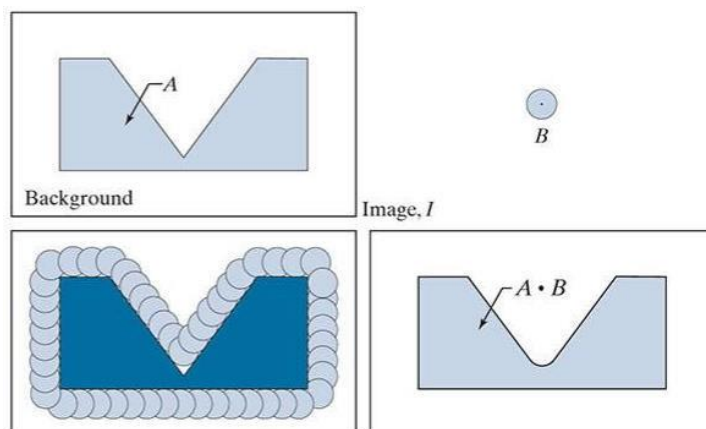 A
B
Background
Image, I
A • B